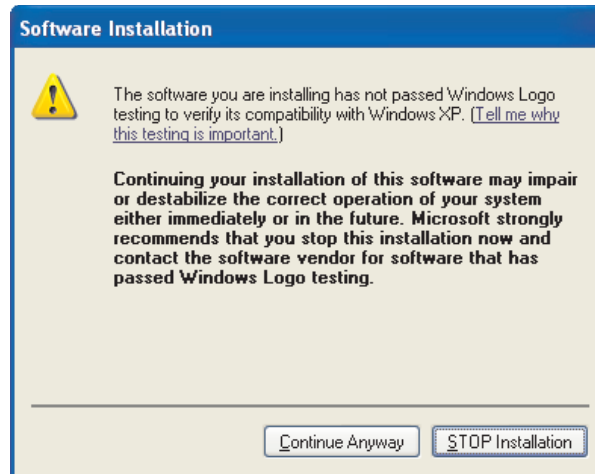 Software Installation
The software you are installing has not passed Windows Logo
testing to verify its compatibility with Windows XP. (Tell me why
this testing is important.)
Continuing your installation of this software may impair
or destabilize the correct operation of your system
either immediately or in the future. Microsoft strongly
recommends that you stop this installation now and
contact the software vendor for software that has
passed Windows Logo testing.
Continue Anyway
STOP Installation